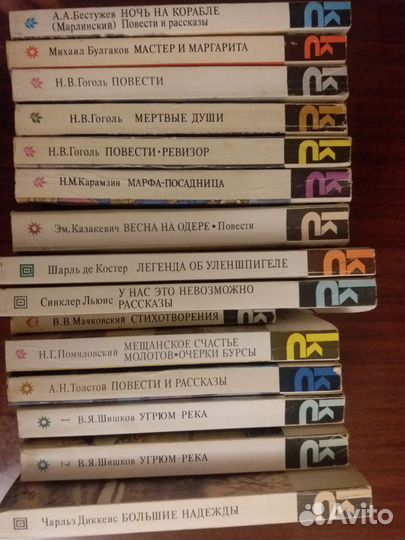 А.А.Бестужев НОЧЬ НА КОРАБЛЕ
(Марлинский) Повести и рассказы
Михаил Булгаков МАСТЕР И МАРГАРИТА
Н.В.Гоголь ПОВЕСТИ
Н.В.Гоголь МЕРТВЫЕ ДУШИ
Н.В.Гоголь ПОВЕСТИ•РЕВИЗОР
Н.М.Карамзин МАРФА-ПОСАДНИЦА
Эм.Казакевич ВЕСНА НА ОДЕРЕ•Повести
Шарль де Костер ЛЕГЕНДА ОБ УЛЕНШПИГЕЛЕ
Синклер Льюис У НАС ЭТО НЕВОЗМОЖНО
РАССКАЗЫ
В.В.Мачковский СТИХОТВОРЕНИЯ
Н.Г.Помяловский МЕЩАНСКОЕ СЧАСТЬЕ
МОЛОТОВ•ОЧЕРКИ БУРСЫ
А.Н.Толстой ПОВЕСТИ И РАССКАЗЫ
1 В.Я.Шишков УГРЮМ-РЕКА
2 В.Я.Шишков УГРЮМ-РЕКА
Чарльз Диккенс БОЛЬШИЕ НАДЕЖДЫ
Avito